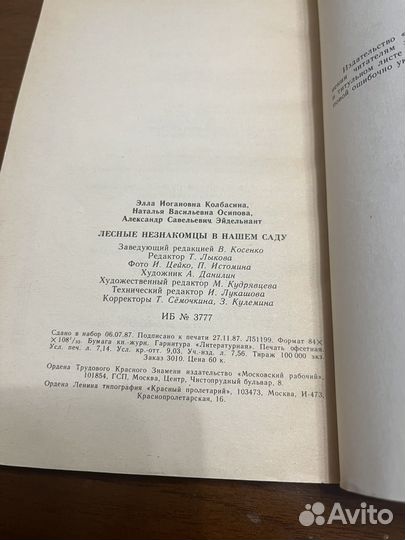 Издательство «
читателям
титульном листе
ошибочно ук
Элла Иогановна Колбасина,
Наталья Васильевна Осипова,
Александр Савельевич Эйдельнант
ЛЕСНЫЕ НЕЗНАКОМЦЫ В НАШЕМ САДУ
Заведующий редакцией В. Косенко
Редактор Т. Лыкова
Фото И. Цейко, П. Истомина
Художник А. Данилин
Художественный редактор М. Кудрявцева
Технический редактор И. Лукашова
Корректоры Т. Сёмочкина, З. Кулемина
ИБ № 3777
Сдано в набор 06.07.87. Подписано к печати 27.11.87. Л51199. Формат 84×
×108¹/₃₂. Бумага кн.-журн. Гарнитура «Литературная». Печать офсетная.
Усл. печ. л. 7,14. Усл. кр.-отт. 9,03. Уч.-изд. л. 7,56. Тираж 100 000 экз.
Заказ 3010. Цена 60 к.
Ордена Трудового Красного Знамени издательство «Московский рабочий»,
101854, ГСП, Москва, Центр, Чистопрудный бульвар, 8.
Ордена Ленина типография «Красный пролетарий», 103473, Москва, И-473,
Краснопролетарская, 16.
Avito